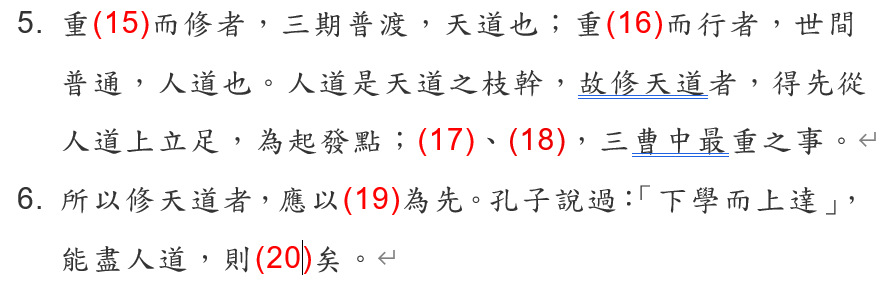 5. 重(15)而修者，三期普渡，天道也；重(16)而行者，世間
普通，人道也。人道是天道之枝幹，故修天道者，得先從
人道上立足，為起發點；(17)、(18)，三曹中最重之事。↵
6. 所以修天道者，應以(19)為先。孔子說過：「下學而上達」，
能盡人道，則(20)矣。↵